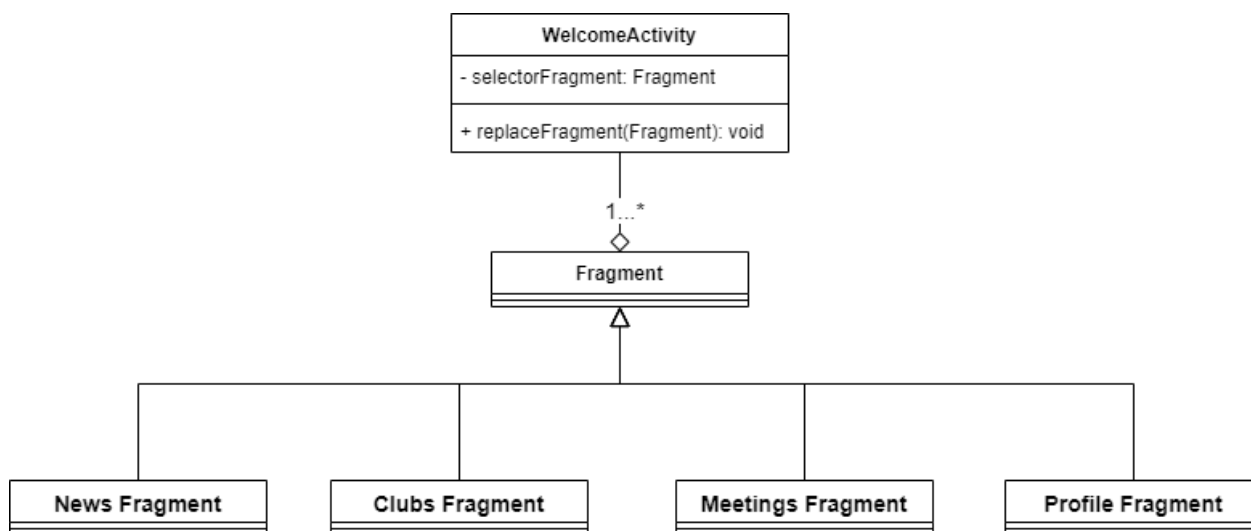 WelcomeActivity
- selectorFragment: Fragment
+ replaceFragment(Fragment): void
1...*
Fragment
News Fragment
Clubs Fragment
Meetings Fragment
Profile Fragment